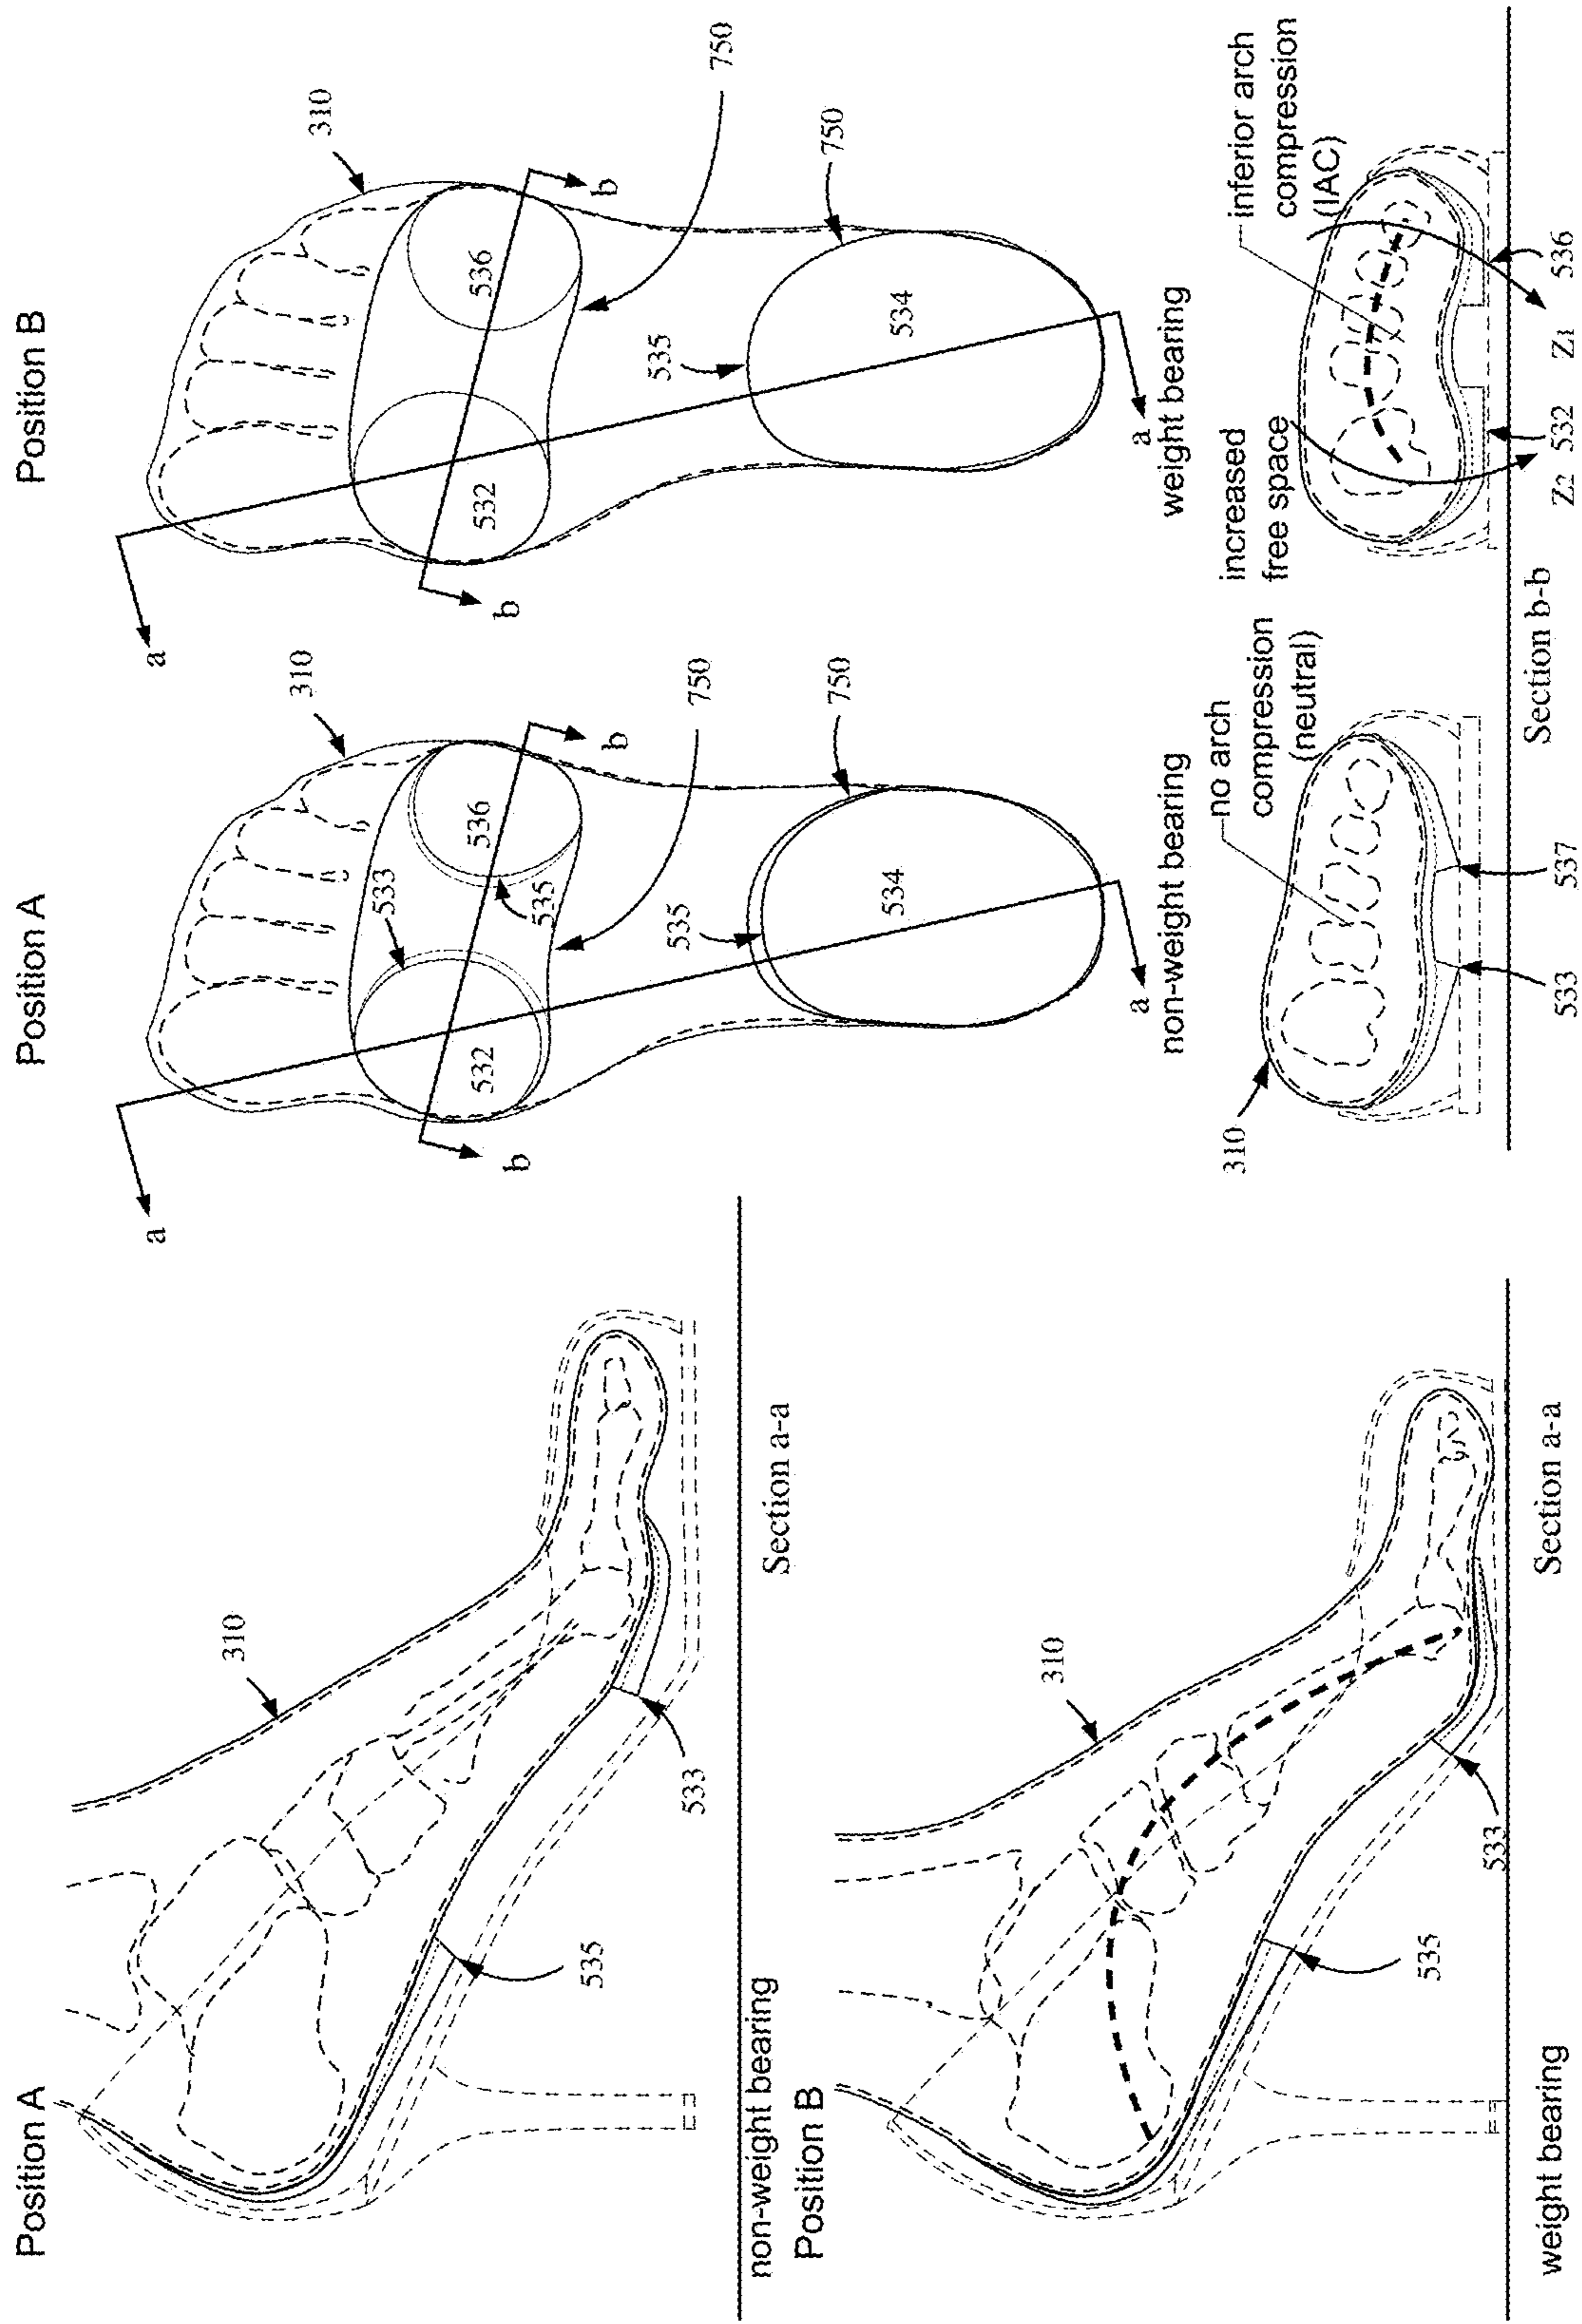 Position A
310
535
533
Section a-a
non-weight bearing
Position B
310
535
533
Section a-a
weight bearing
Position A
a
310
533
536
535
532
b
b
750
535
750
534
a
non-weight bearing
Position B
a
310
536
532
b
b
750
535
750
534
a
weight bearing
310
no arch
compression
(neutral)
533
537
increased
free space
inferior arch
compression
(IAC)
Z2
532
Z1
536
Section b-b